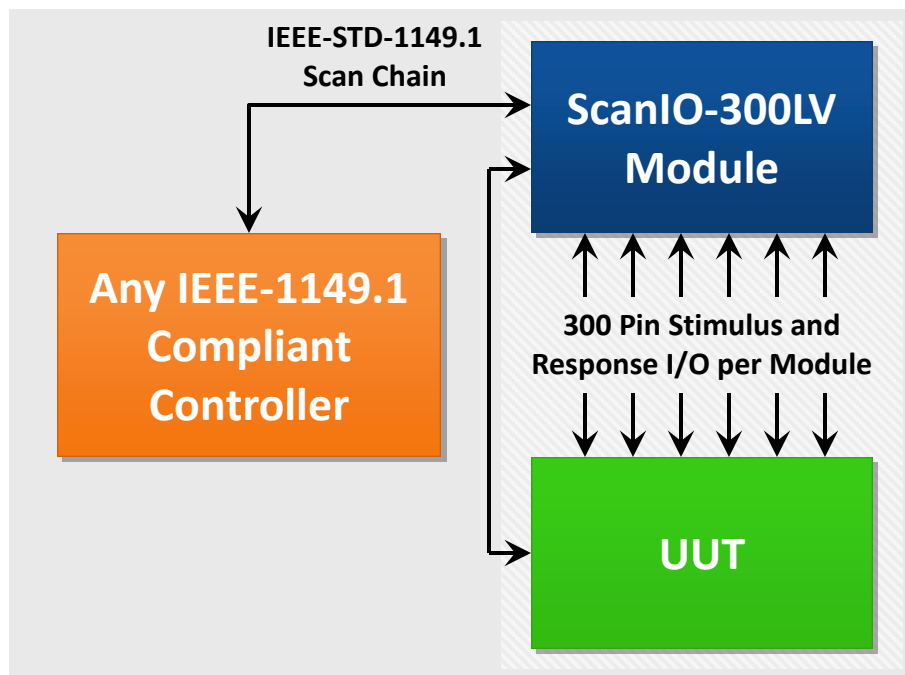 IEEE-STD-1149.1
Scan Chain
ScanIO-300LV
Module
Any IEEE-1149.1
Compliant
Controller
300 Pin Stimulus and
Response I/O per Module
UUT